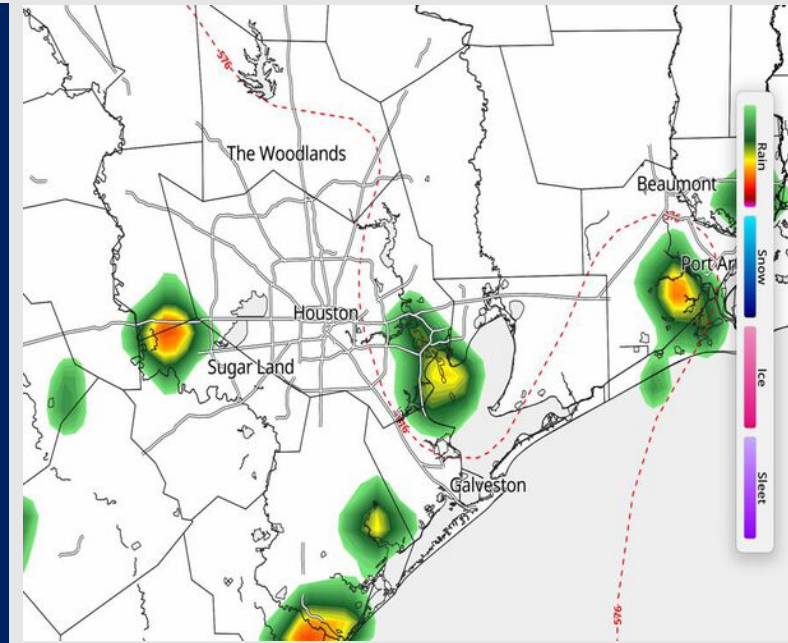 576
The Woodlands
Beaumont
576
Port Ar
Houston
Sugar Land
576
Galveston
576
Rain
Snow
Ice
Sleet